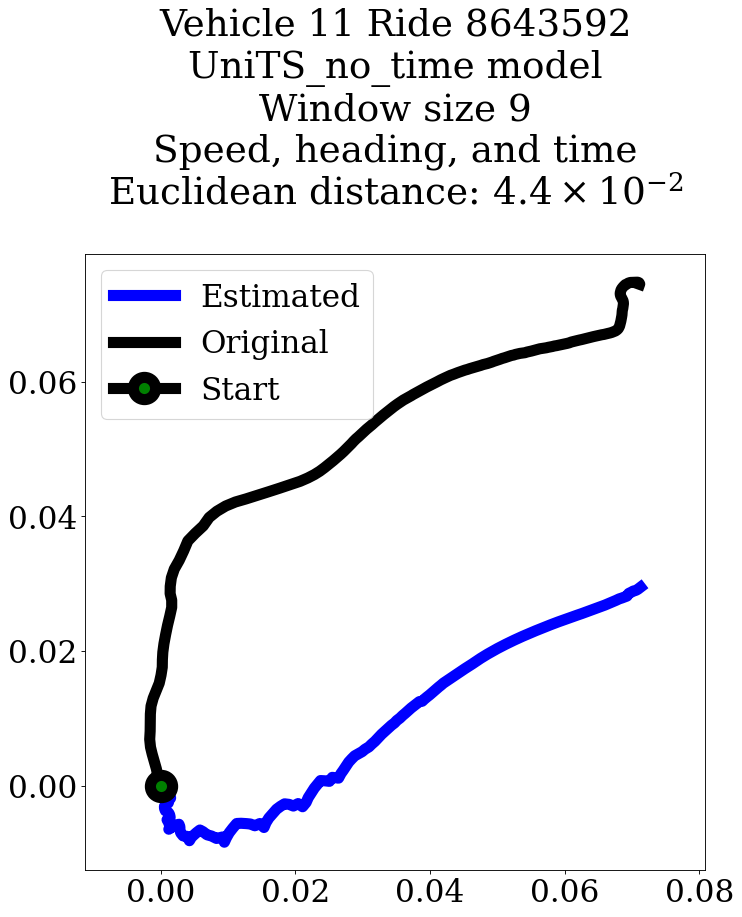 Vehicle 11 Ride 8643592
UniTS_no_time model
Window size 9
Speed, heading, and time
Euclidean distance: 4.4 × 10⁻²
Estimated
Original
Start
0.06
0.04
0.02
0.00
0.00 0.02 0.04 0.06 0.08